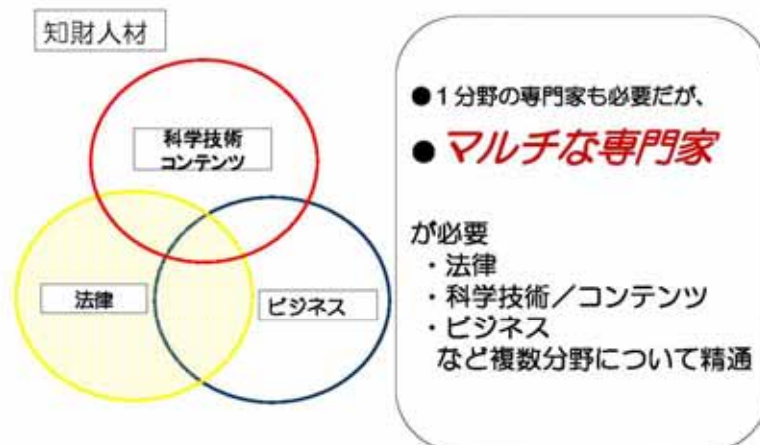 知財人材
科学技術
コンテンツ
法律
ビジネス
●1分野の専門家も必要だが、
●マルチな専門家
が必要
・法律
・科学技術／コンテンツ
・ビジネス
など複数分野について精通